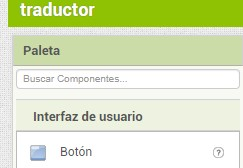 traductor
Paleta
Buscar Componentes...
Interfaz de usuario
Botón ?